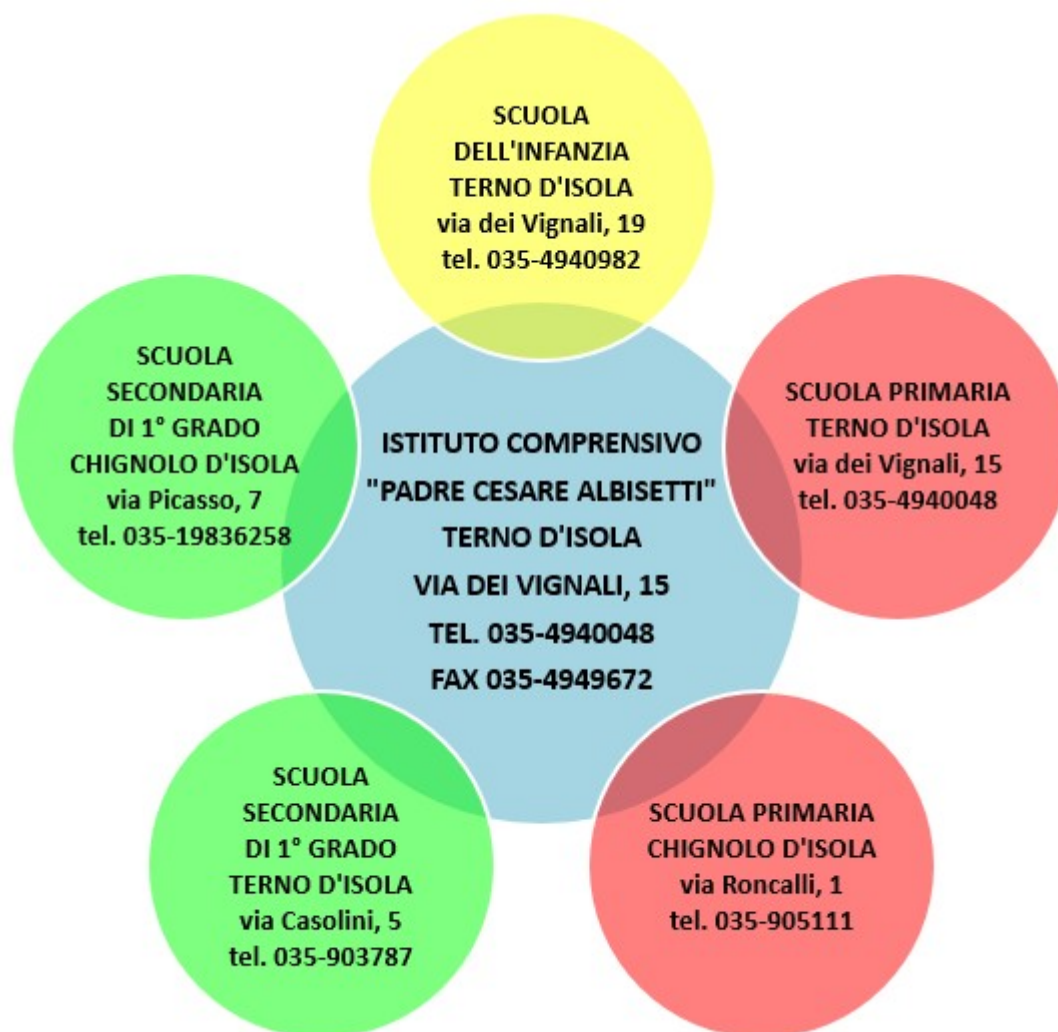 SCUOLA
DELL'INFANZIA
TERNO D'ISOLA
via dei Vignali, 19
tel. 035-4940982
SCUOLA
SECONDARIA
DI 1° GRADO
CHIGNOLO D'ISOLA
via Picasso, 7
tel. 035-19836258
ISTITUTO COMPRENSIVO
"PADRE CESARE ALBISETTI"
TERNO D'ISOLA
VIA DEI VIGNALI, 15
TEL. 035-4940048
FAX 035-4949672
SCUOLA PRIMARIA
TERNO D'ISOLA
via dei Vignali, 15
tel. 035-4940048
SCUOLA
SECONDARIA
DI 1° GRADO
TERNO D'ISOLA
via Casolini, 5
tel. 035-903787
SCUOLA PRIMARIA
CHIGNOLO D'ISOLA
via Roncalli, 1
tel. 035-905111